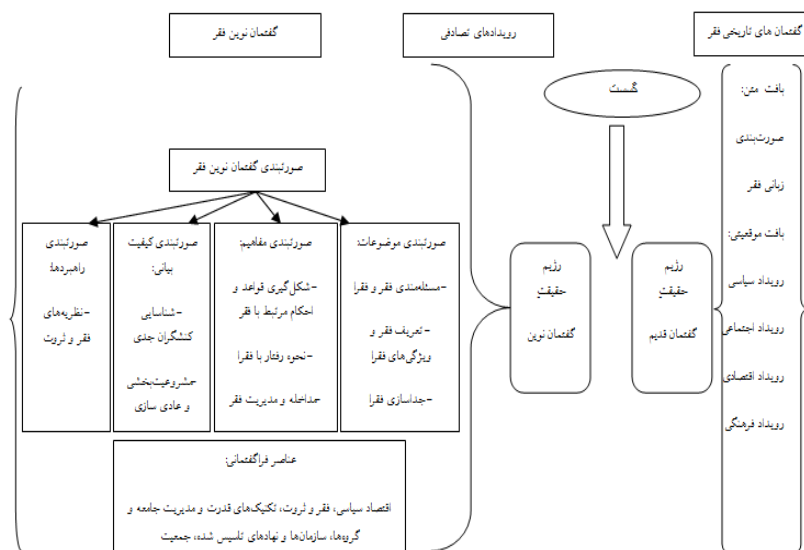 گفتمان های تاریخی فقر
رویدادهای تصادفی
گفتمان نوین فقر
بافت متن:
صورت‌بندی
زبانی فقر
بافت موقعیتی:
رویداد سیاسی
رویداد اجتماعی
رویداد اقتصادی
رویداد فرهنگی
گسست
رژیم
حقیقتِ
گفتمان قدیم
رژیم
حقیقتِ
گفتمان نوین
صورتبندی گفتمان نوین فقر
صورتبندی موضوعات:
-مسئله‌مندی فقر و فقرا
-تعریف فقر و
ویژگی‌های فقرا
-جداسازی فقرا
صورتبندی مفاهیم:
-شکل‌گیری قواعد و
احکام مرتبط با فقر
-نحوه رفتار با فقرا
-مداخله و مدیریت فقر
صورتبندی کیفیت
بیانی:
-شناسایی
کنشگران جدی
-مشروعیت‌بخشی
و عادی سازی
صورتبندی
راهبردها:
-نظریه‌های
فقر و ثروت
عناصر فراگفتمانی:
اقتصاد سیاسی، فقر و ثروت، تکنیک‌های قدرت و مدیریت جامعه و
گروه‌ها، سازمان‌ها و نهادهای تاسیس شده، جمعیت